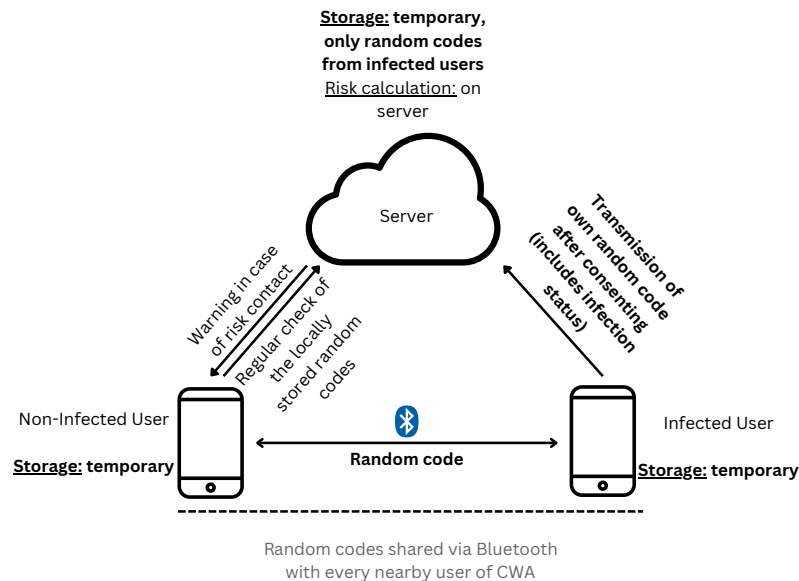 Storage: temporary,
only random codes
from infected users
Risk calculation: on
server
Server
Warning in case
of risk contact
Regular check of
the locally
stored random
codes
Transmission of
own random code
after consenting
(includes infection
status)
Non-Infected User
Storage: temporary
Random code
Infected User
Storage: temporary
Random codes shared via Bluetooth
with every nearby user of CWA